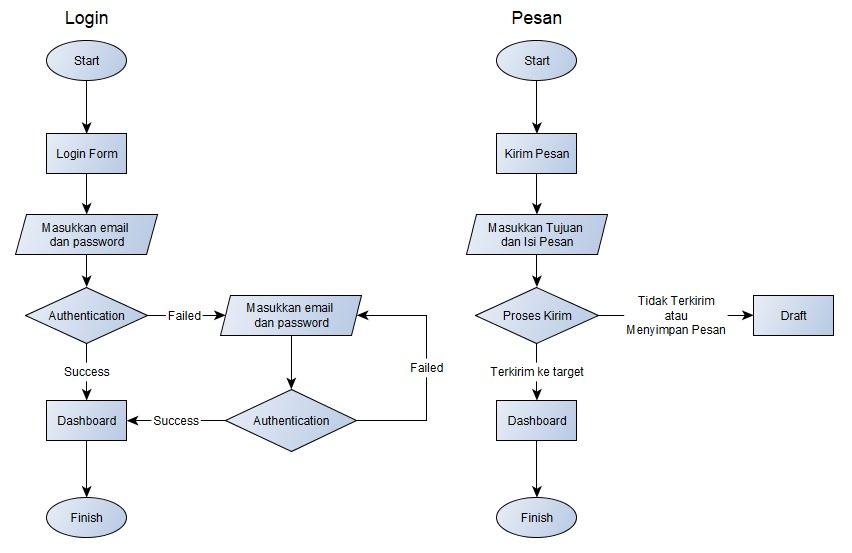 Login
Start
Login Form
Masukkan email
dan password
Authentication
Failed
Masukkan email
dan password
Success
Failed
Dashboard
Success
Authentication
Finish
Pesan
Start
Kirim Pesan
Masukkan Tujuan
dan Isi Pesan
Proses Kirim
Tidak Terkirim
atau
Menyimpan Pesan
Draft
Terkirim ke target
Dashboard
Finish